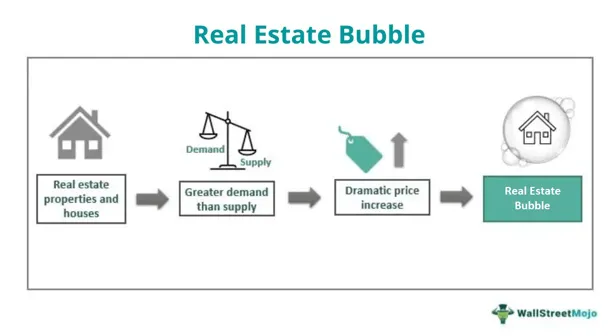 Real Estate Bubble
Demand
Supply
Real estate
properties and
houses
Greater demand
than supply
Dramatic price
increase
Real Estate
Bubble
WallStreetMojo